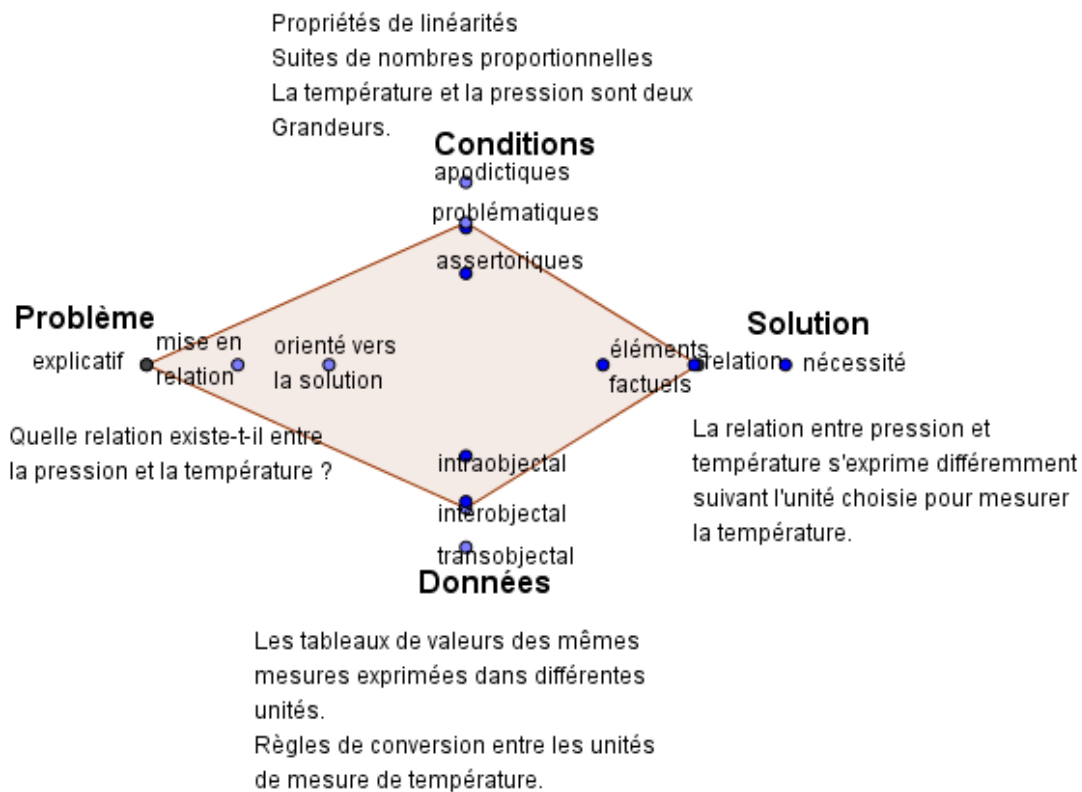 Propriétés de linéarités
Suites de nombres proportionnelles
La température et la pression sont deux
Grandeurs.
Conditions
apodictiques
problématiques
assertoriques
Problème
explicatif
mise en
relation
orienté vers
la solution
éléments
factuels
relation
Solution
nécessité
Quelle relation existe-t-il entre
la pression et la température ?
La relation entre pression et
température s'exprime différemment
suivant l'unité choisie pour mesurer
la température.
intraobjectal
interobjectal
transobjectal
Données
Les tableaux de valeurs des mêmes
mesures exprimées dans différentes
unités.
Règles de conversion entre les unités
de mesure de température.